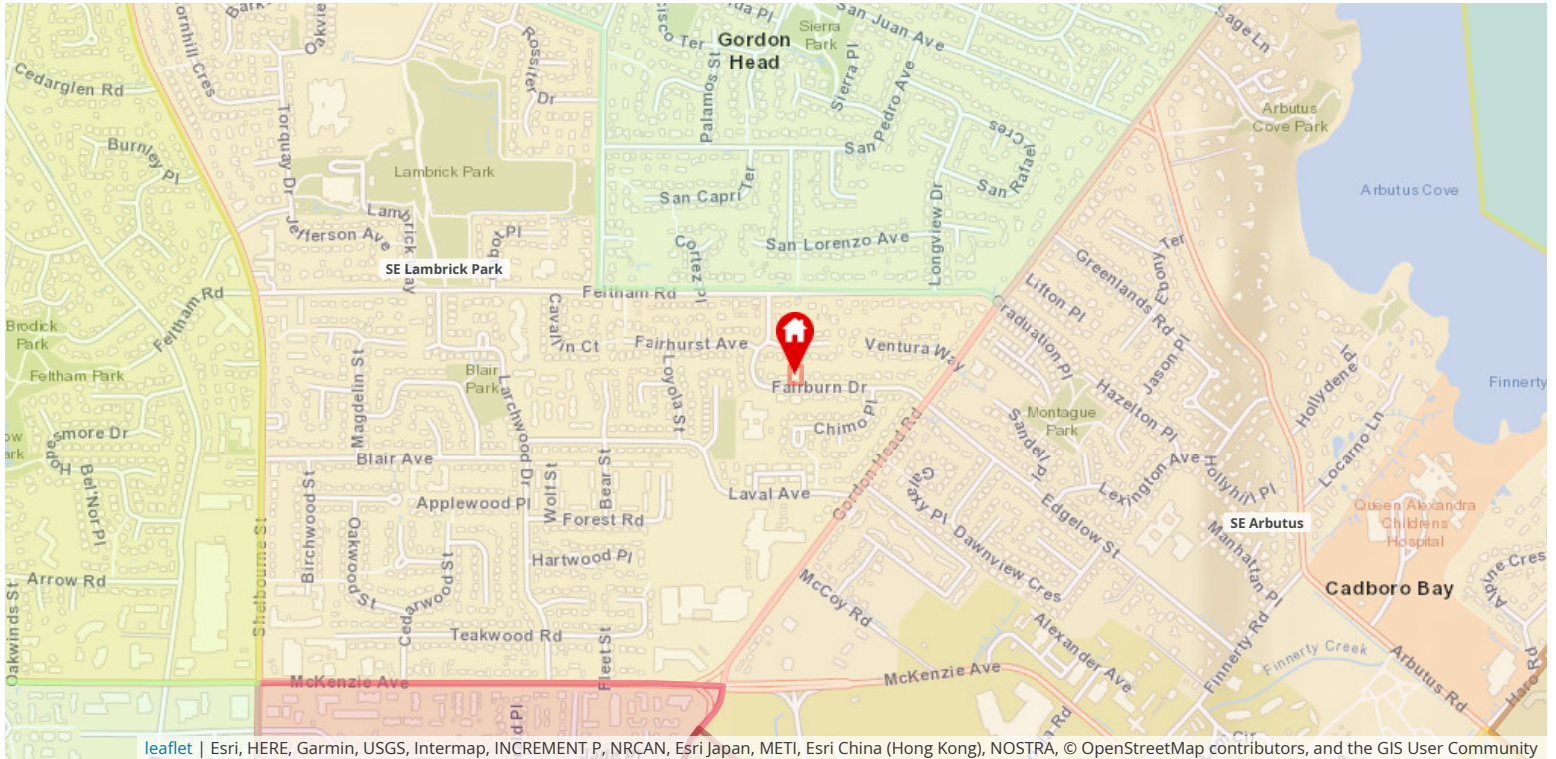 Sage Ln
San Juan Ave
Sierra
Park
Gordon
Head
Palamos St
Sierra Pl
San Pedro Ave
Rossiter
Dr
Cedarglen Rd
Torquay Dr
Arbutus
Cove Park
Burnley Pl
Lambrick Park
San
Cres
San Rafael
Arbutus Cove
San Capri Ter
Longview Dr
Jefferson Ave
San Lorenzo Ave
SE Lambrick Park
Greenlands Rd
Feltham Rd
Feltham Rd
Lifton Pl
Graduation Pl
Brodick
Park
Fairhurst Ave
Ventura Way
Jason Pl
Feltham Park
Blair
Park
Magdelin St
Larchwood Dr
Loyola St
Fairburn Dr
Hazelton Pl
Finnerty
Chimo Pl
Montague
Park
Sandell Pl
Locarno Ln
Blair Ave
Gordon Head Rd
Lexington Ave
Hollyhill Pl
Bel'Nor Pl
Birchwood St
Applewood Pl
Wolf St
Bear St
Laval Ave
Galaxy Pl
Edgelow St
Queen Alexandra
Childrens
Hospital
SE Arbutus
Forest Rd
Oakwood St
Dawnview Cres
Manhattan Pl
Hartwood Pl
Arrow Rd
Oakwinds St
Shelbourne St
Cedarwood St
McCoy Rd
Cadboro Bay
Alpine Cres
Teakwood Rd
Fleet St
Alexander Ave
Finnerty Rd
Finnerty Creek
McKenzie Ave
McKenzie Ave
Arbutus Rd
Haro Rd
leaflet | Esri, HERE, Garmin, USGS, Intermap, INCREMENT P, NRCAN, Esri Japan, METI, Esri China (Hong Kong), NOSTRA, © OpenStreetMap contributors, and the GIS User Community